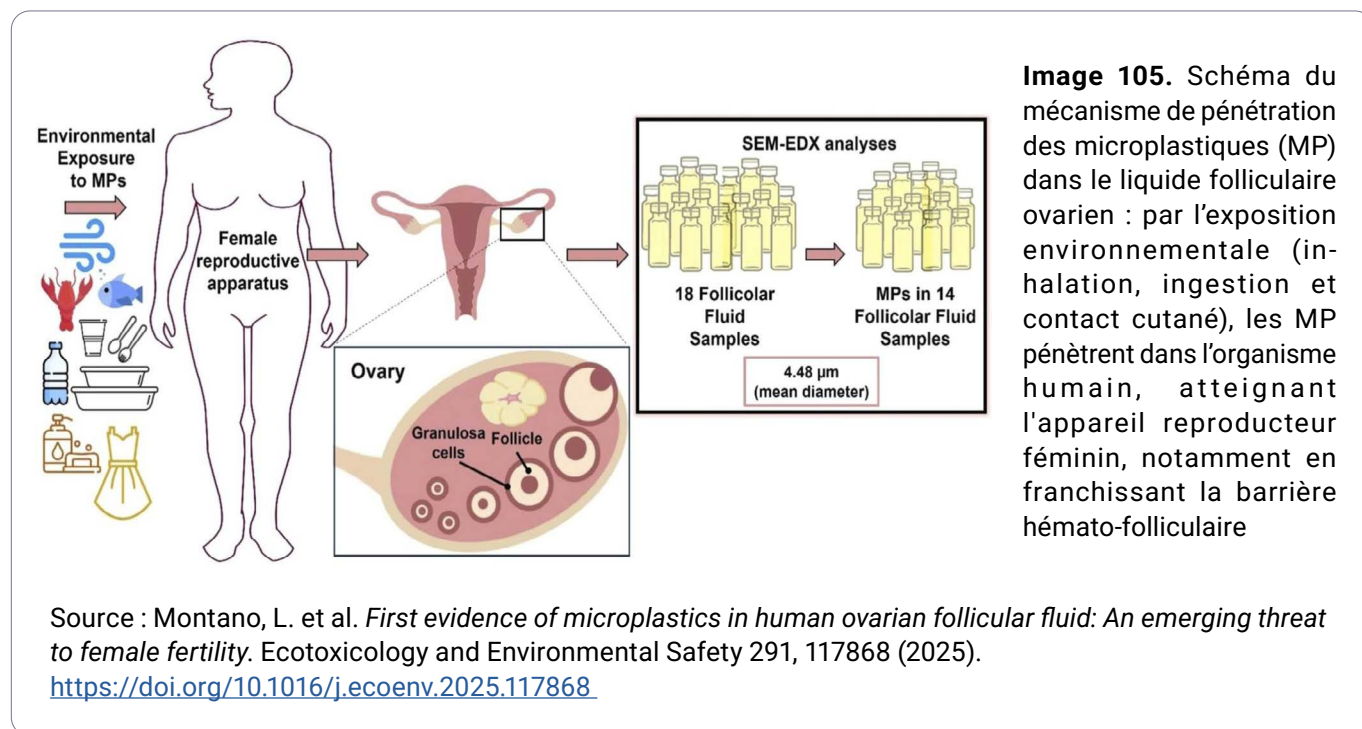 Environmental
Exposure
to MPs
Female
reproductive
apparatus
Ovary
Granulosa
cells
Follicle
SEM-EDX analyses
18 Follicolar
Fluid
Samples
MPs in 14
Follicolar Fluid
Samples
4.48 µm
(mean diameter)
Image 105. Schéma du
mécanisme de pénétration
des microplastiques (MP)
dans le liquide folliculaire
ovarien : par l’exposition
environnementale (in-
halation, ingestion et
contact cutané), les MP
pénètrent dans l’organisme
humain, atteignant
l'appareil reproducteur
féminin, notamment en
franchissant la barrière
hémato-folliculaire
Source : Montano, L. et al. First evidence of microplastics in human ovarian follicular fluid: An emerging threat
to female fertility. Ecotoxicology and Environmental Safety 291, 117868 (2025).
https://doi.org/10.1016/j.ecoenv.2025.117868